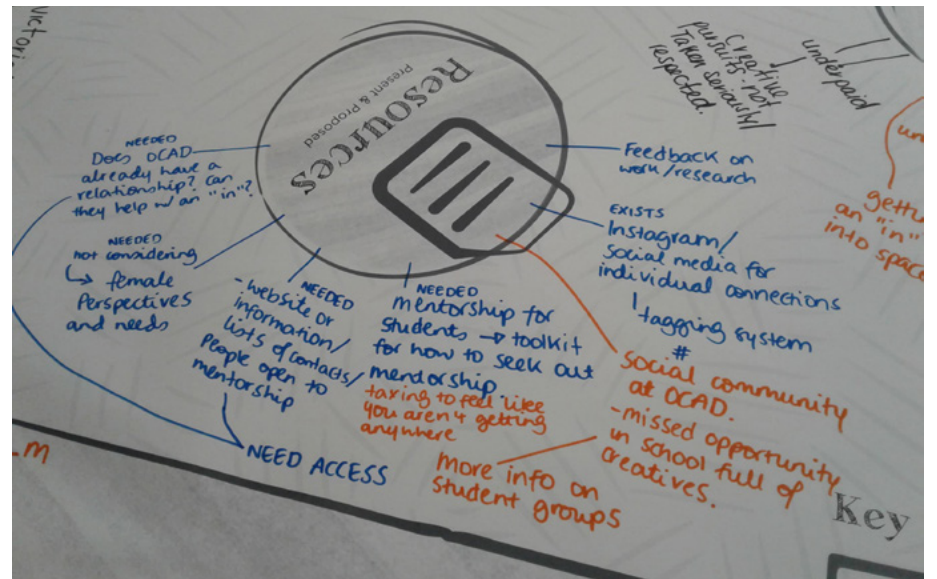 Victori
Resources
Present & Proposed
Creative
pursuits not
Taken seriously/
respected.
underpaid
NEEDED
Does OCAD
already have a
relationship? Can
they help w/ an "in"?
NEEDED
not considering
↳ female
Perspectives
and needs
NEEDED
- website or
information/
lists of contacts/
people open to
mentorship
NEED ACCESS
NEEDED
mentorship for
students → toolkit
for how to seek out
mendorship.
taxing to feel like
you aren't getting
anywhere
Feedback on
work/research
EXISTS
Instagram/
Social media for
individual connections
tagging system
#
Social community
at OCAD.
- missed opportunity
in school full of
creatives.
more info on
student groups
un
gettin
an "in"
into space
Key
m